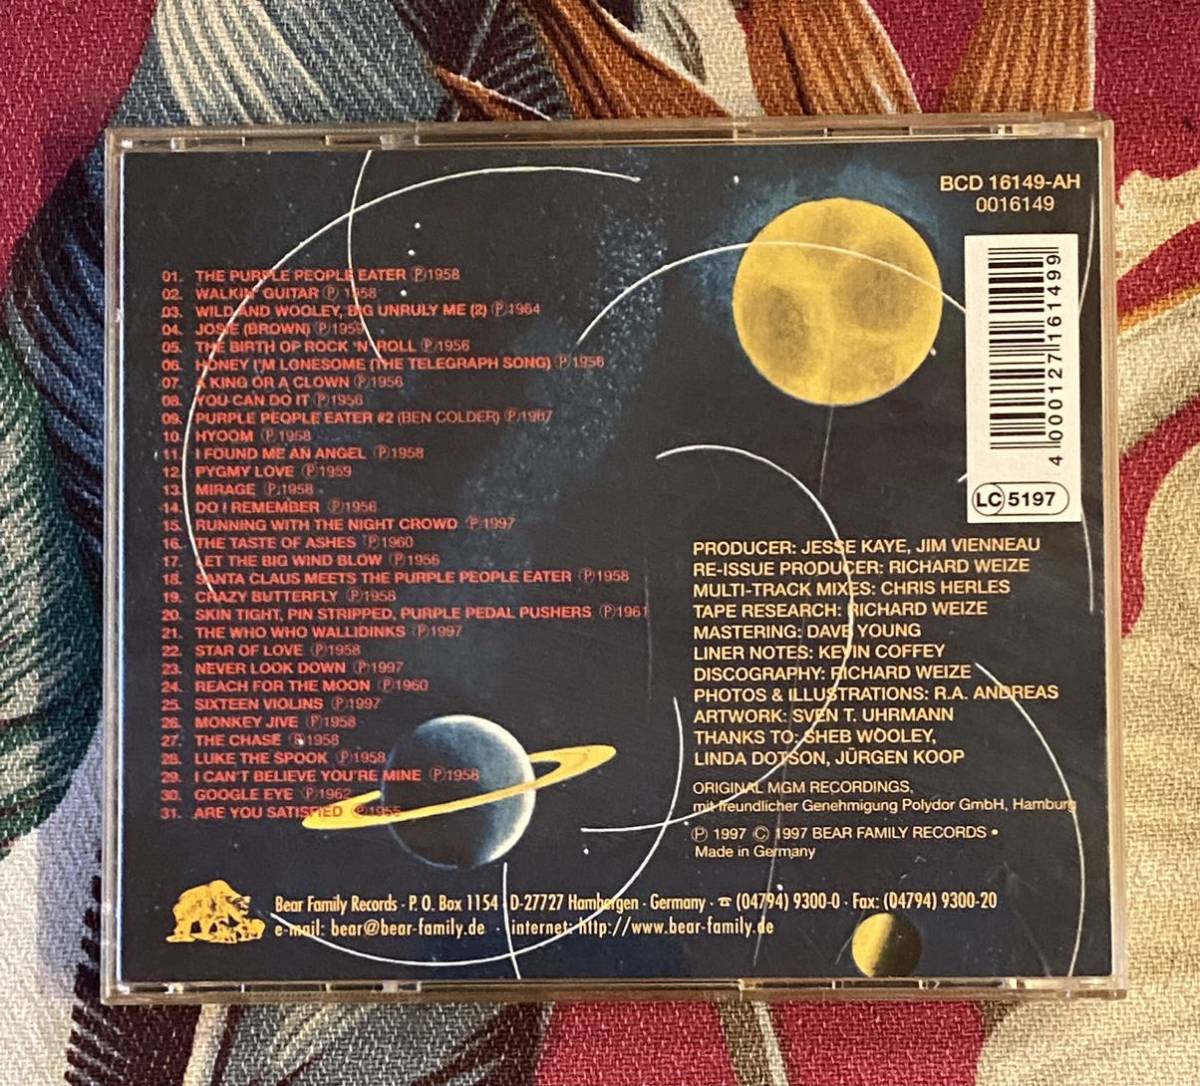 BCD 16149-AH
0016149
01. THE PURPLE PEOPLE EATER Ⓟ1958
02. WALKIN' GUITAR Ⓟ 1958
03. WILD AND WOOLEY, BIG UNRULY ME (2) Ⓟ1964
04. JOSIE (BROWN) Ⓟ1959
05. THE BIRTH OF ROCK 'N' ROLL Ⓟ1956
06. HONEY (I'M LONESOME (THE TELEGRAPH SONG) Ⓟ1958
07. A KING OR A CLOWN Ⓟ1956
08. YOU CAN DO IT Ⓟ1956
09. PURPLE PEOPLE EATER #2 (BEN COLDER) Ⓟ1967
10. HYOOM Ⓟ1958
11. I FOUND ME AN ANGEL Ⓟ1958
12. PYGMY LOVE Ⓟ1959
13. MIRAGE Ⓟ1958
14. DO I REMEMBER Ⓟ1956
15. RUNNING WITH THE NIGHT CROWD Ⓟ1997
16. THE TASTE OF ASHES Ⓟ1960
17. LET THE BIG WIND BLOW Ⓟ1956
18. SANTA CLAUS MEETS THE PURPLE PEOPLE EATER Ⓟ1958
19. CRAZY BUTTERFLY Ⓟ1958
20. SKIN TIGHT, PIN STRIPPED, PURPLE PEDAL PUSHERS Ⓟ1961
21. THE WHO WHO WALLIDINKS Ⓟ1997
22. STAR OF LOVE Ⓟ1958
23. NEVER LOOK DOWN Ⓟ1997
24. REACH FOR THE MOON Ⓟ1960
25. SIXTEEN VIOLINS Ⓟ1997
26. MONKEY JIVE Ⓟ1958
27. THE CHASE Ⓟ1958
28. LUKE THE SPOOK Ⓟ1958
29. I CAN'T BELIEVE YOU'RE MINE Ⓟ1958
30. GOOGLE EYE Ⓟ1962
31. ARE YOU SATISFIED Ⓟ1955
4 000127 161499
LC 5197
PRODUCER: JESSE KAYE, JIM VIENNEAU
RE-ISSUE PRODUCER: RICHARD WEIZE
MULTI-TRACK MIXES: CHRIS HERLES
TAPE RESEARCH: RICHARD WEIZE
MASTERING: DAVE YOUNG
LINER NOTES: KEVIN COFFEY
DISCOGRAPHY: RICHARD WEIZE
PHOTOS & ILLUSTRATIONS: R.A. ANDREAS
ARTWORK: SVEN T. UHRMANN
THANKS TO: SHEB WOOLEY,
LINDA DOTSON, JÜRGEN KOOP
ORIGINAL MGM RECORDINGS,
mit freundlicher Genehmigung Polydor GmbH, Hamburg
Ⓟ 1997 © 1997 BEAR FAMILY RECORDS •
Made in Germany
Bear Family Records · P. O. Box 1154 · D-27727 Hambergen · Germany · ☎ (04794) 9300-0 · Fax: (04794) 9300-20
e-mail: bear@bear-family.de · internet: http://www.bear-family.de